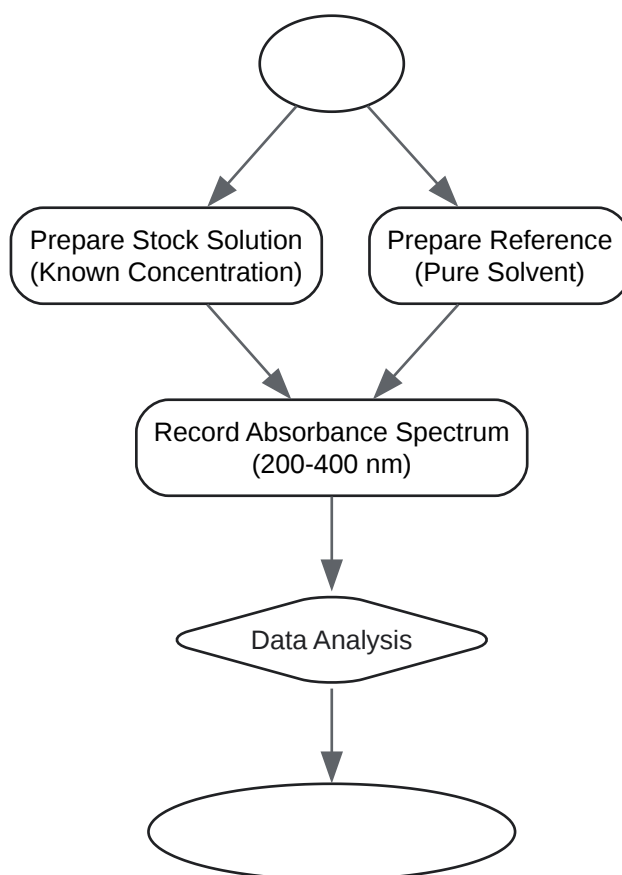 Prepare Stock Solution
(Known Concentration)
Prepare Reference
(Pure Solvent)
Record Absorbance Spectrum
(200-400 nm)
Data Analysis